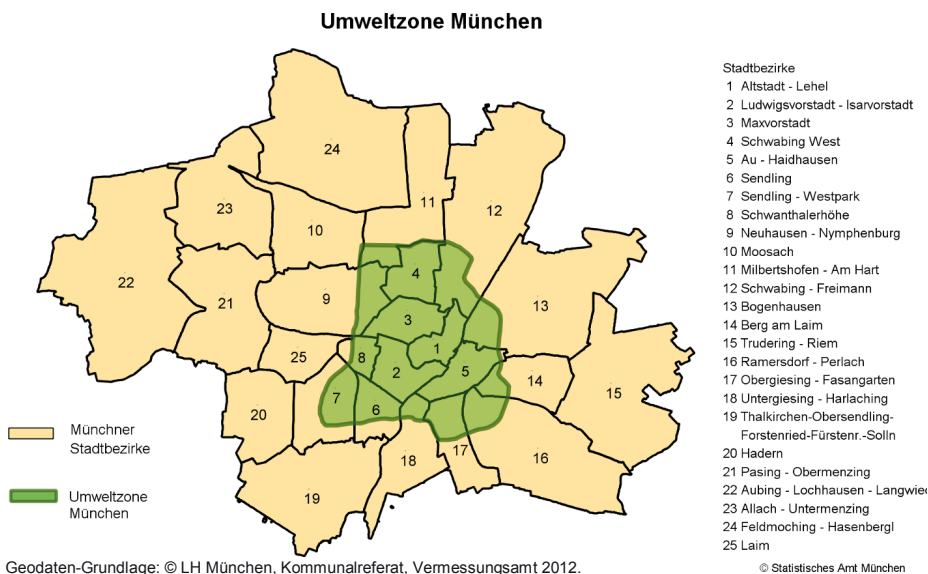 Umweltzone München
Stadtbezirke
1 Altstadt - Lehel
2 Ludwigsvorstadt - Isarvorstadt
3 Maxvorstadt
4 Schwabing West
5 Au - Haidhausen
6 Sendling
7 Sendling - Westpark
8 Schwanthalerhöhe
9 Neuhausen - Nymphenburg
10 Moosach
11 Milbertshofen - Am Hart
12 Schwabing - Freimann
13 Bogenhausen
14 Berg am Laim
15 Trudering - Riem
16 Ramersdorf - Perlach
17 Obergiesing - Fasangarten
18 Untergiesing - Harlaching
19 Thalkirchen-Obersendling-
Forstenried-Fürstenr.-Solln
20 Hadern
21 Pasing - Obermenzing
22 Aubing - Lochhausen - Langwied
23 Allach - Untermenzing
24 Feldmoching - Hasenbergl
25 Laim
24
23
11
12
10
4
22
21
9
13
3
1
25
8
2
5
14
15
20
7
6
18
17
16
19
Münchner
Stadtbezirke
Umweltzone
München
Geodaten-Grundlage: © LH München, Kommunalreferat, Vermessungsamt 2012.
© Statistisches Amt München